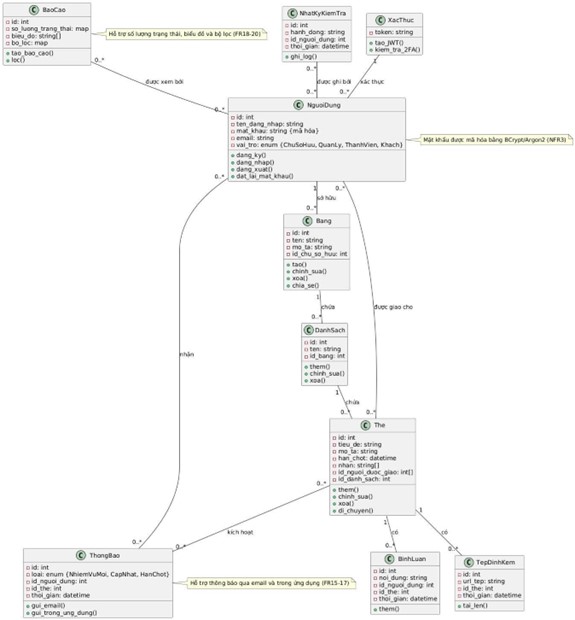 BaoCao
id: int
so_luong_trang_thai: map
bieu_do: string[]
bo_loc: map
tao_bao_cao()
loc()
Hỗ trợ số lượng trạng thái, biểu đồ và bộ lọc (FR18-20)
NhatKyKiemTra
id: int
hanh_dong: string
id_nguoi_dung: int
thoi_gian: datetime
ghi_log()
XacThuc
token: string
tao_JWT()
kiem_tra_2FA()
0..*
0..*
1
được xem bởi
được ghi bởi
xác thực
0..*
0..*
0..*
NguoiDung
id: int
ten_dang_nhap: string
mat_khau: string {mã hóa}
email: string
vai_tro: enum {ChuSoHuu, QuanLy, ThanhVien, Khach}
dang_ky()
dang_nhap()
dang_xuat()
dat_lai_mat_khau()
Mật khẩu được mã hóa bằng BCrypt/Argon2 (NFR3)
0..*
1
0..*
sở hữu
0..*
Bang
id: int
ten: string
mo_ta: string
id_chu_so_huu: int
tao()
chinh_sua()
xoa()
chia_se()
1
chứa
được giao cho
0..*
DanhSach
id: int
ten: string
id_bang: int
them()
chinh_sua()
xoa()
nhận
1
chứa
0..*
0..*
The
id: int
tieu_de: string
mo_ta: string
han_chot: datetime
nhan: string[]
id_nguoi_duoc_giao: int[]
id_danh_sach: int
them()
chinh_sua()
xoa()
di_chuyen()
0..*
1
1
kích hoạt
có
có
0..*
0..*
0..*
0..*
ThongBao
id: int
loai: enum {NhiemVuMoi, CapNhat, HanChot}
id_nguoi_dung: int
id_the: int
thoi_gian: datetime
gui_email()
gui_trong_ung_dung()
Hỗ trợ thông báo qua email và trong ứng dụng (FR15-17)
BinhLuan
id: int
noi_dung: string
id_nguoi_dung: int
id_the: int
thoi_gian: datetime
them()
TepDinhKem
id: int
url_tep: string
id_the: int
thoi_gian: datetime
tai_len()